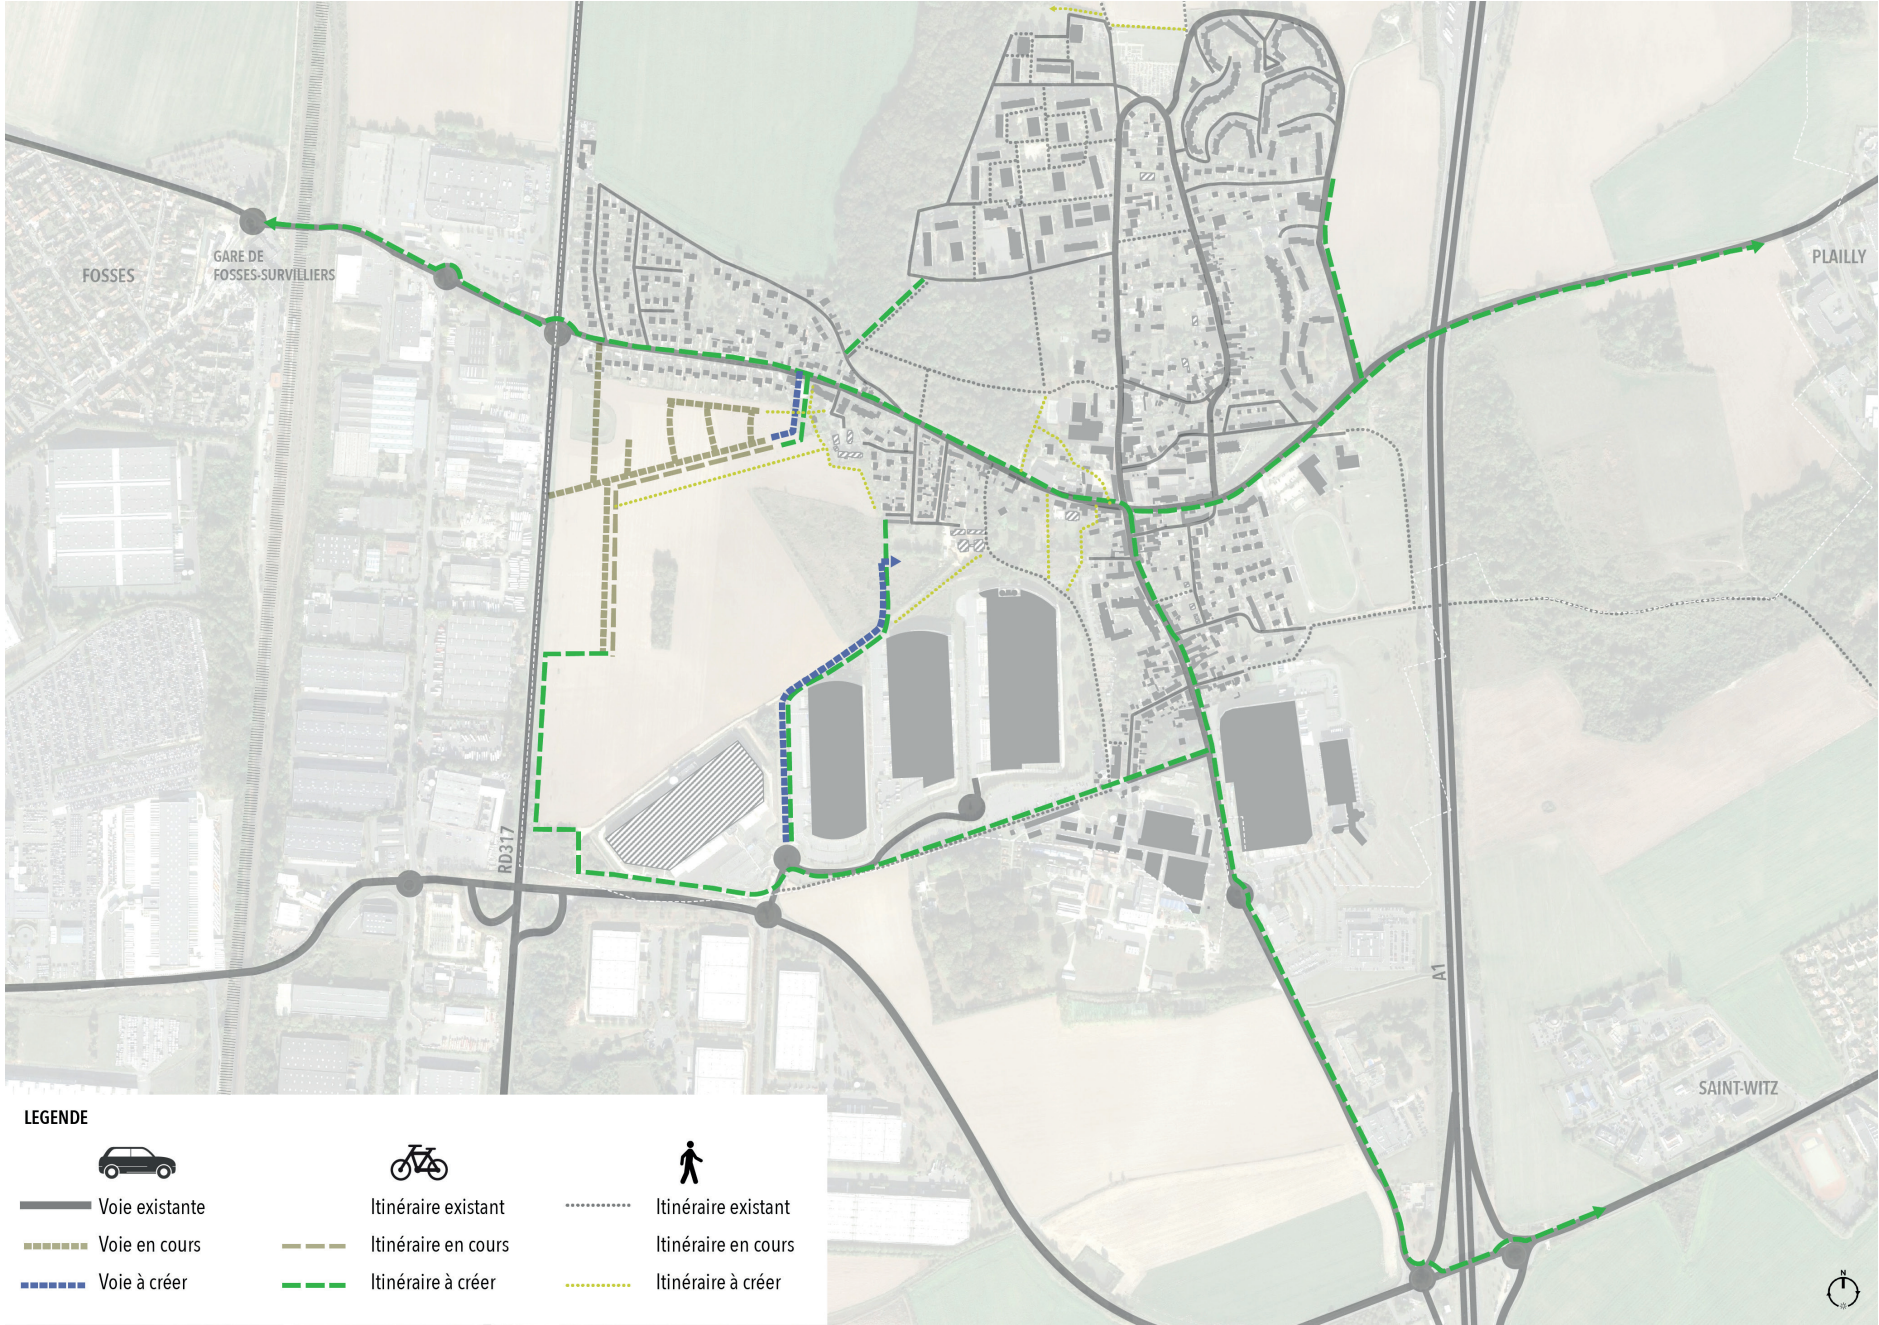 FOSSES
GARE DE
FOSSES-SURVILLIERS
PLAILLY
RD317
A1
SAINT-WITZ
LEGENDE
Voie existante
Itinéraire existant
Itinéraire existant
Voie en cours
Itinéraire en cours
Itinéraire en cours
Voie à créer
Itinéraire à créer
Itinéraire à créer
N